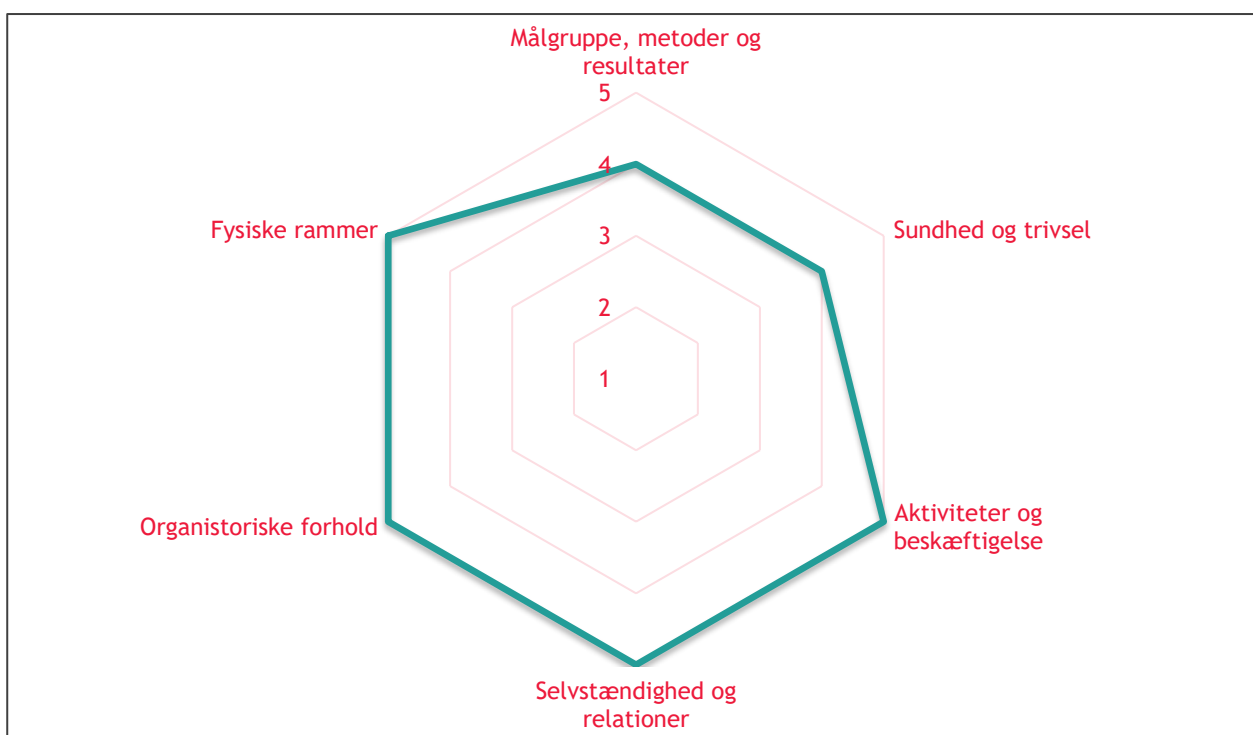 Målgruppe, metoder og
resultater
5
4
3
2
1
Fysiske rammer
Sundhed og trivsel
Organistoriske forhold
Aktiviteter og
beskæftigelse
Selvstændighed og
relationer